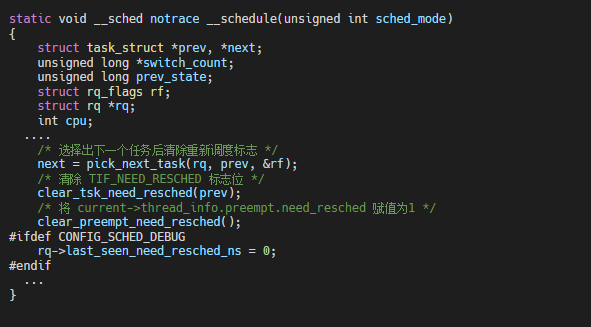 static void __sched notrace __schedule(unsigned int sched_mode)
{
    struct task_struct *prev, *next;
    unsigned long *switch_count;
    unsigned long prev_state;
    struct rq_flags rf;
    struct rq *rq;
    int cpu;
  ....
    /* 选择出下一个任务后清除重新调度标志 */
    next = pick_next_task(rq, prev, &rf);
    /* 清除 TIF_NEED_RESCHED 标志位 */
    clear_tsk_need_resched(prev);
    /* 将 current->thread_info.preempt.need_resched 赋值为1 */
    clear_preempt_need_resched();
#ifdef CONFIG_SCHED_DEBUG
    rq->last_seen_need_resched_ns = 0;
#endif
  ...
}